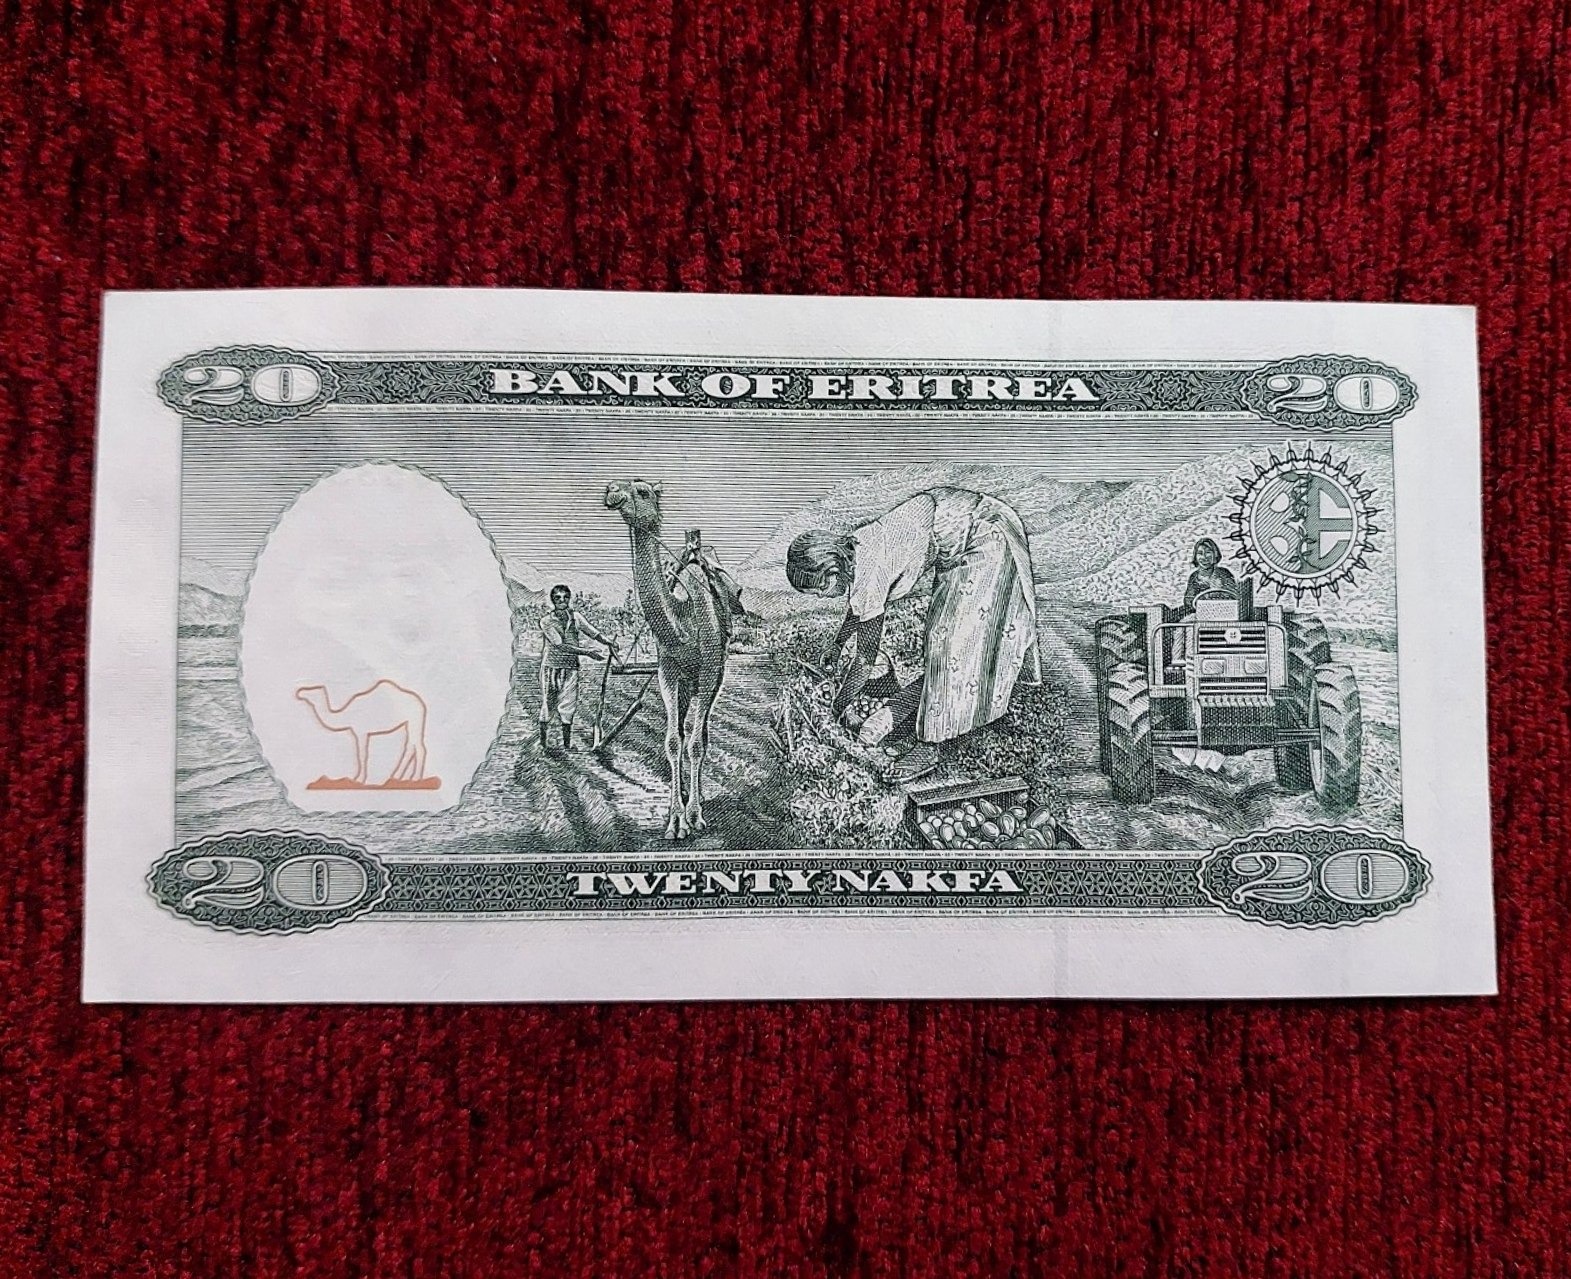 20 BANK OF ERITREA 20
20 TWENTY NAKFA 20